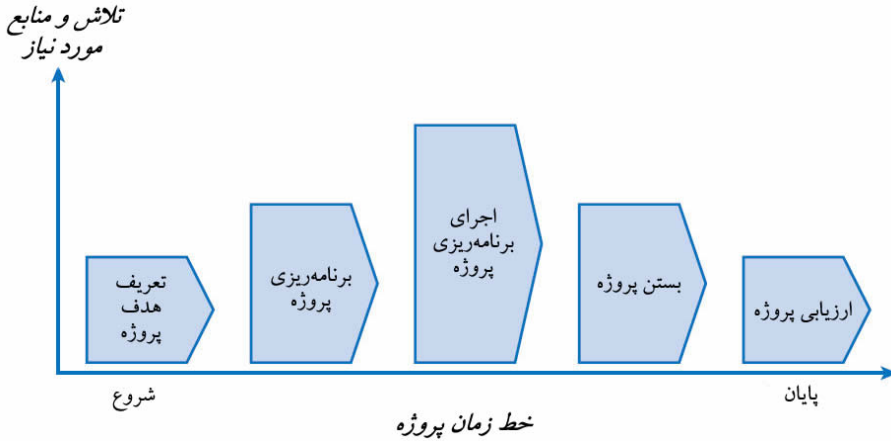 تلاش و منابع
مورد نیاز
تعریف
هدف
پروژه
برنامه‌ریزی
پروژه
اجرای
برنامه‌ریزی
پروژه
بستن پروژه
ارزیابی پروژه
شروع
پایان
خط زمان پروژه